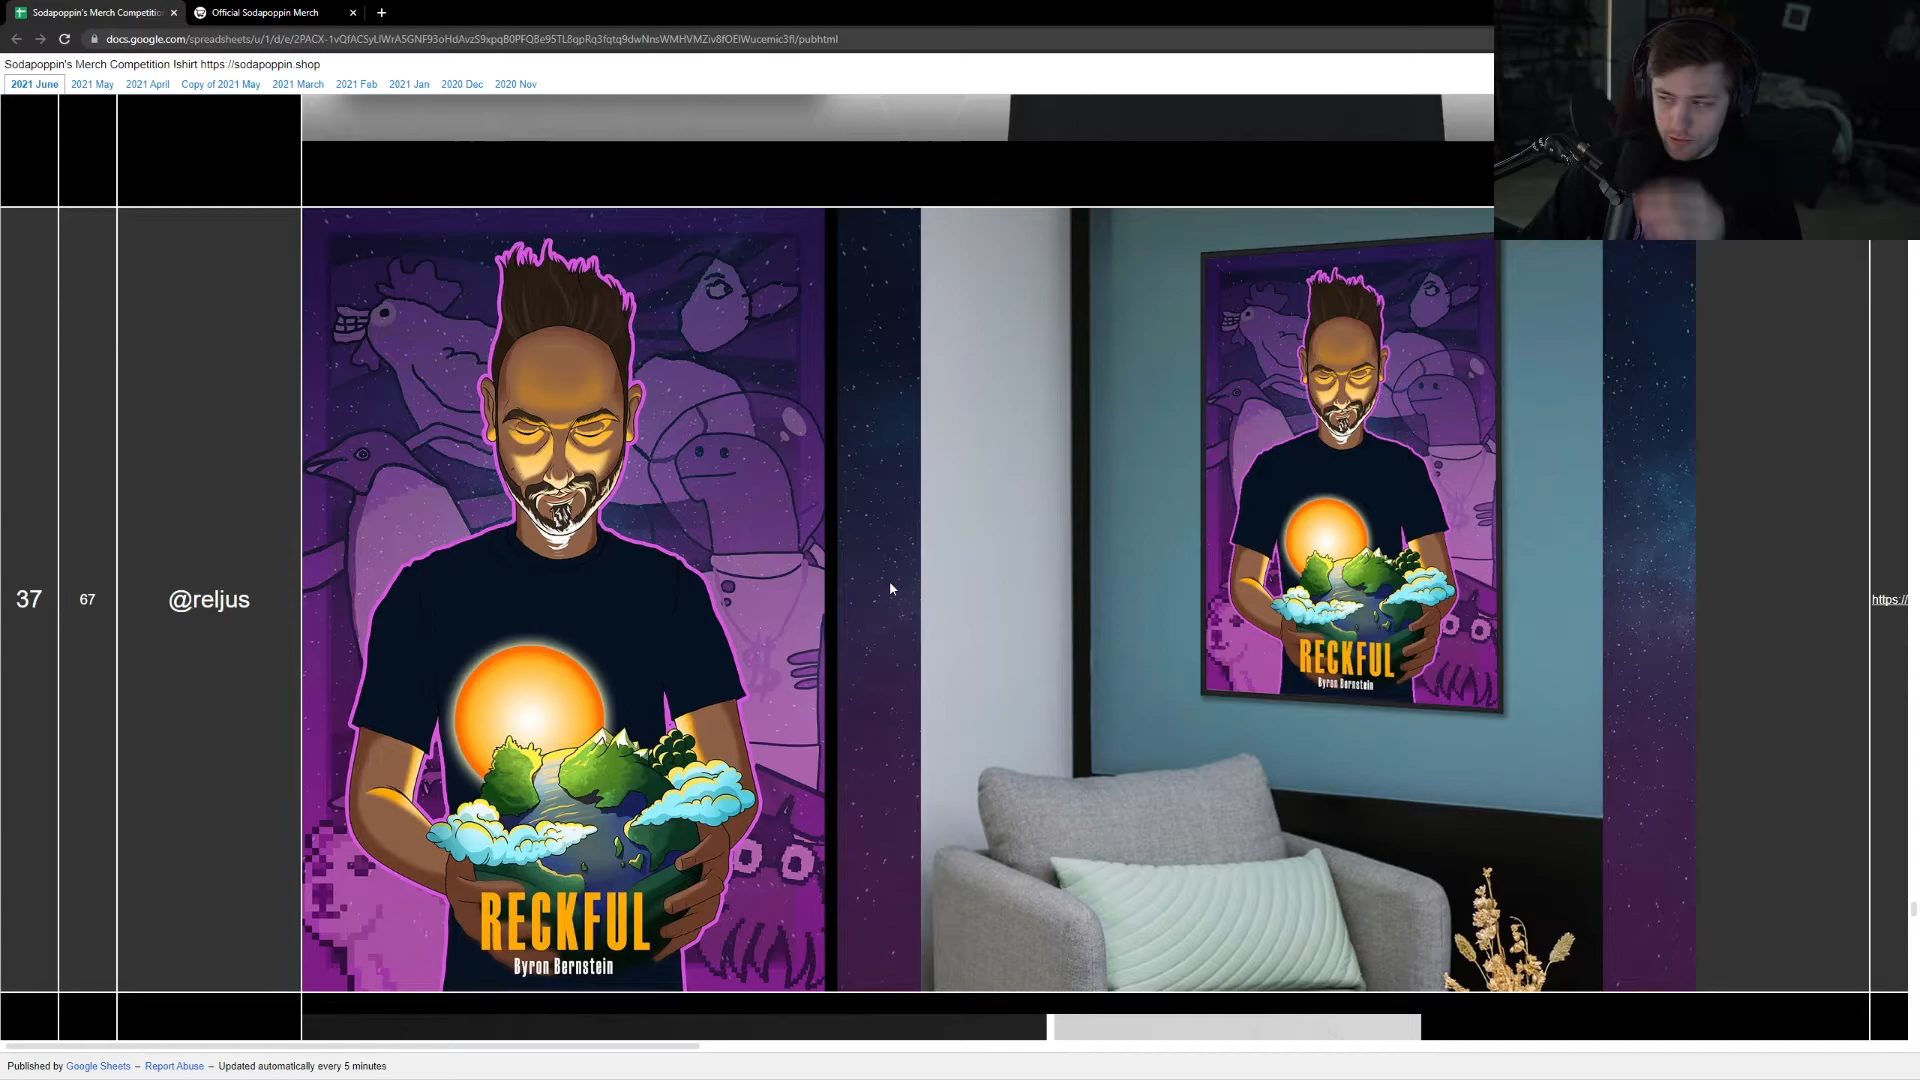 Sodapoppin's Merch Competitio
Official Sodapoppin Merch
docs.google.com/spreadsheets/u/1/d/e/2PACX-1vQfACSyLlWrA5GNF93oHdAvzS9xpqB0PFQBe95TL8qpRq3fqtq9dwNnsWMHVMZiv8fOEIWucemic3fl/pubhtml
Sodapoppin's Merch Competition !shirt https://sodapoppin.shop
2021 June 2021 May 2021 April Copy of 2021 May 2021 March 2021 Feb 2021 Jan 2020 Dec 2020 Nov
37 67 @reljus https://
RECKFUL
Byron Bernstein
RECKFUL
Byron Bernstein
Published by Google Sheets – Report Abuse – Updated automatically every 5 minutes